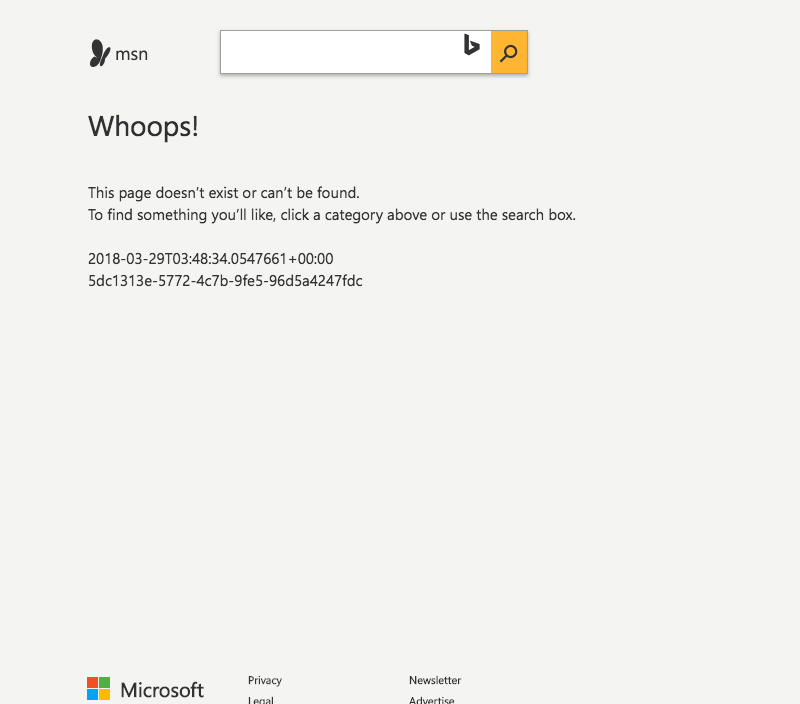 msn
Whoops!
This page doesn't exist or can't be found.
To find something you'll like, click a category above or use the search box.
2018-03-29T03:48:34.0547661+00:00
5dc1313e-5772-4c7b-9fe5-96d5a4247fdc
Microsoft
Privacy
Newsletter
Legal
Advertise